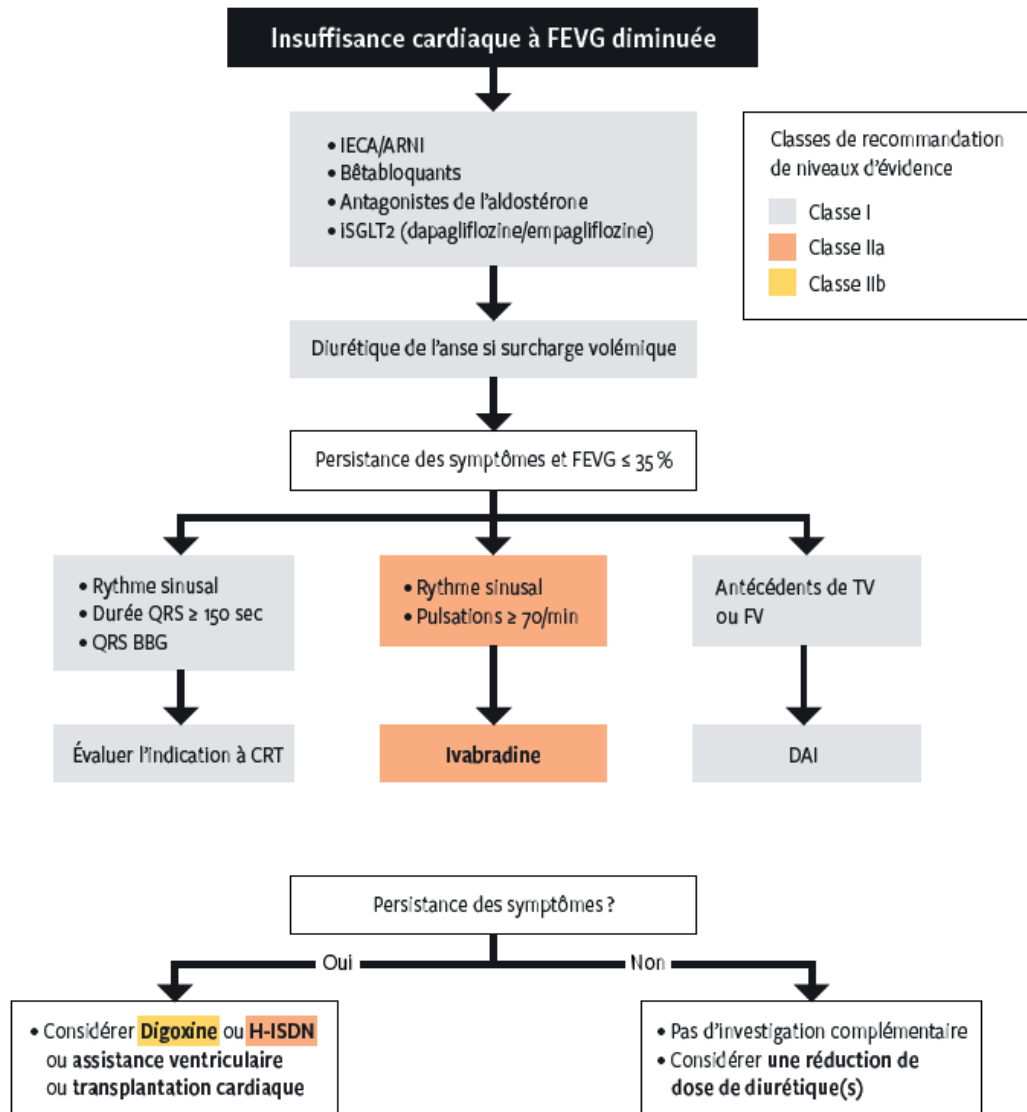 Insuffisance cardiaque à FEVG diminuée
• IECA/ARNI
• Bêtabloquants
• Antagonistes de l'aldostérone
• iSGLT2 (dapagliflozine/empagliflozine)
Classes de recommandation
de niveaux d'évidence
Classe I
Classe IIa
Classe IIb
Diurétique de l'anse si surcharge volémique
Persistance des symptômes et FEVG ≤ 35 %
• Rythme sinusal
• Durée QRS ≥ 150 sec
• QRS BBG
• Rythme sinusal
• Pulsations ≥ 70/min
Antécédents de TV
ou FV
Évaluer l'indication à CRT
Ivabradine
DAI
Persistance des symptômes ?
Oui
Non
• Considérer Digoxine ou H-ISDN
ou assistance ventriculaire
ou transplantation cardiaque
• Pas d'investigation complémentaire
• Considérer une réduction de
dose de diurétique(s)